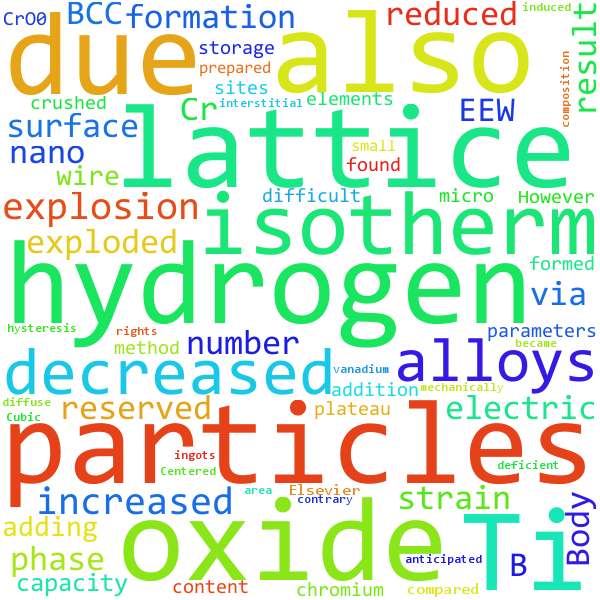 CrO0 BCC formation reduced induced
due also result
storage
prepared
composition
crushed sites interstitial elements
Cr EEW
surface lattice
nano small
wire found
difficult micro However
explosion isotherm
exploded
formed
hydrogen via
hysteresis rights parameters
method number became
decreased vanadium alloys
addition mechanically
diffuse reserved plateau electric
Cubic
particles
ingots deficient
Centered
area Elsevier
increased contrary strain Body
adding oxide Ti
phase anticipated B
capacity content chromium compared